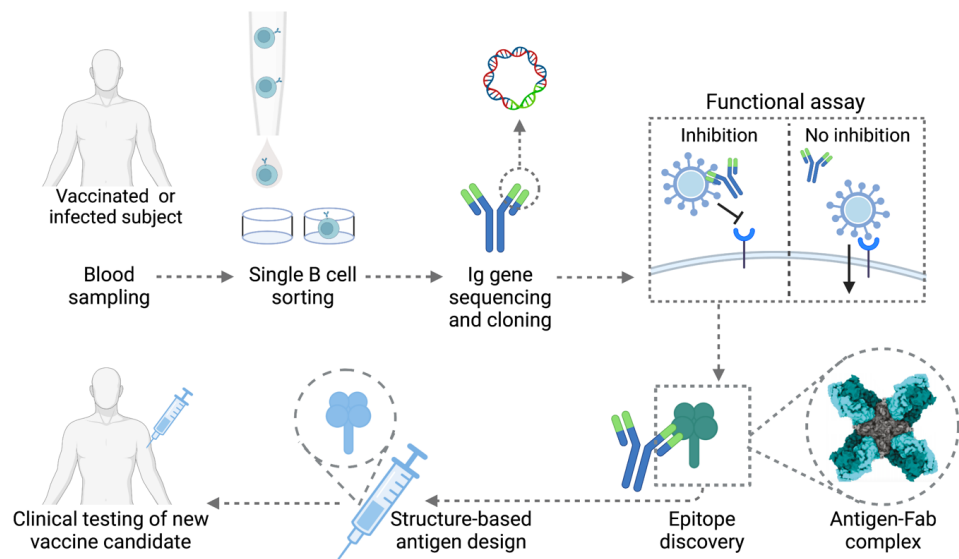 Functional assay
Inhibition
No inhibition
Vaccinated or
infected subject
Blood
sampling
Single B cell
sorting
Ig gene
sequencing
and cloning
Clinical testing of new
vaccine candidate
Structure-based
antigen design
Epitope
discovery
Antigen-Fab
complex